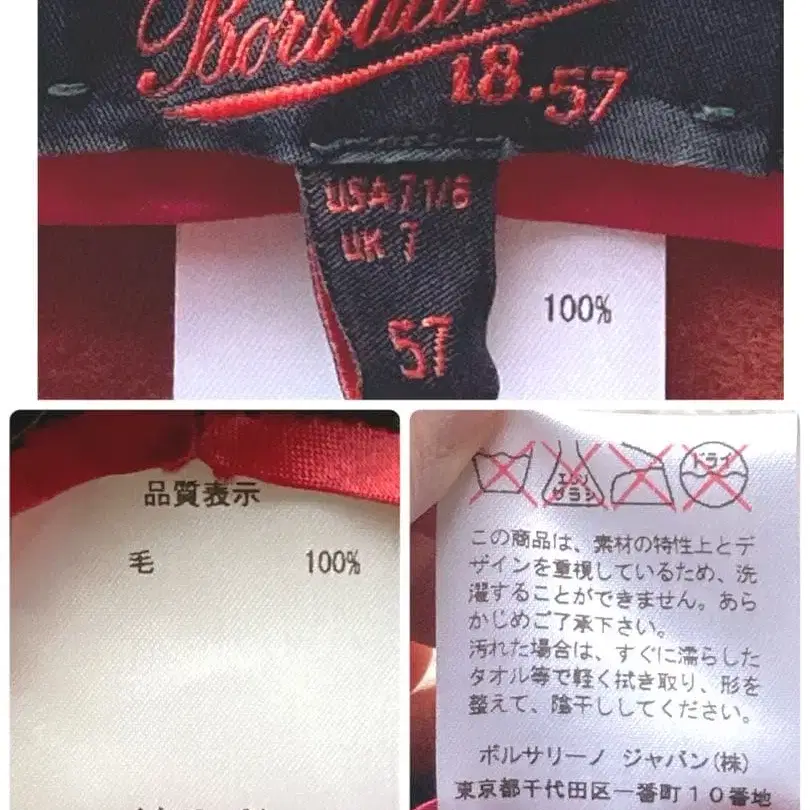 Borsalino
18.57
USA 7 1/8
UK 7
57
100%
品質表示
毛 100%
エンソ
サラシ
ドライ
この商品は、素材の特性上とデ
ザインを重視しているため、洗
濯することができません。あら
かじめご了承下さい。
汚れた場合は、すぐに濡らした
タオル等で軽く拭き取り、形を
整えて、陰干ししてください。
ボルサリーノ ジャパン(株)
東京都千代田区一番町10番地